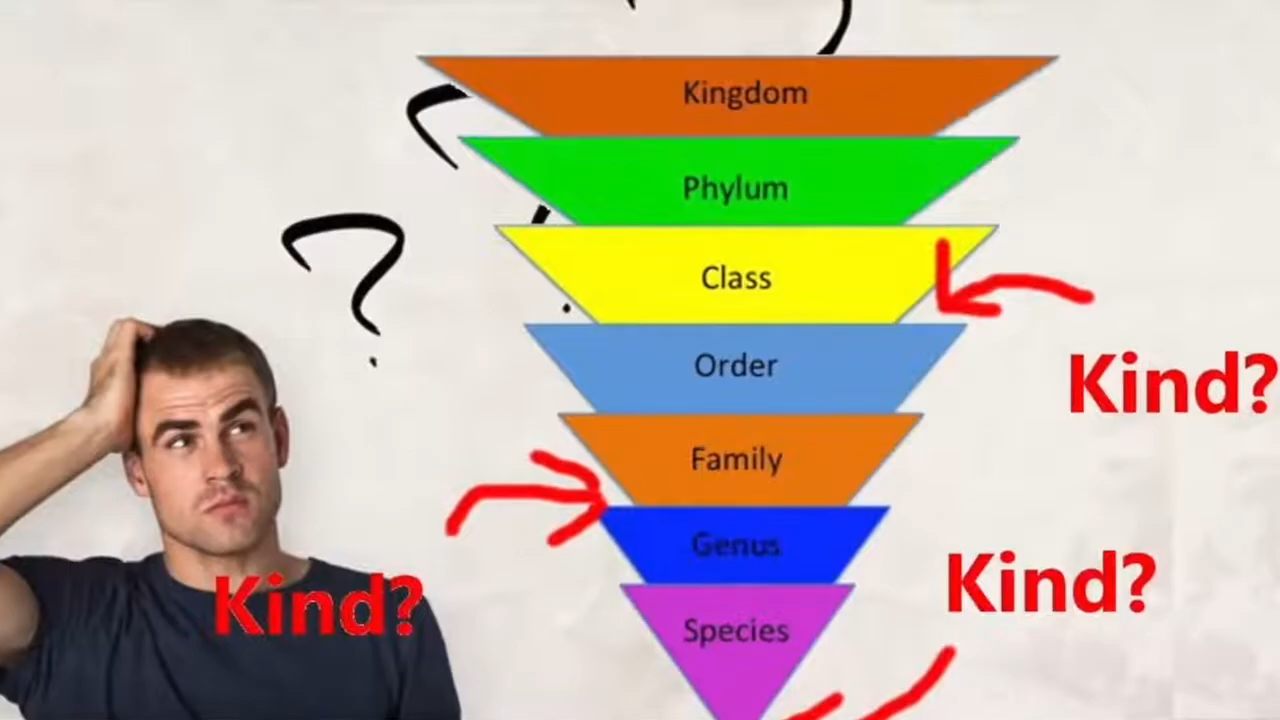 Kingdom
Phylum
Class
Order
Kind?
Family
Genus
Kind?
Kind?
Species